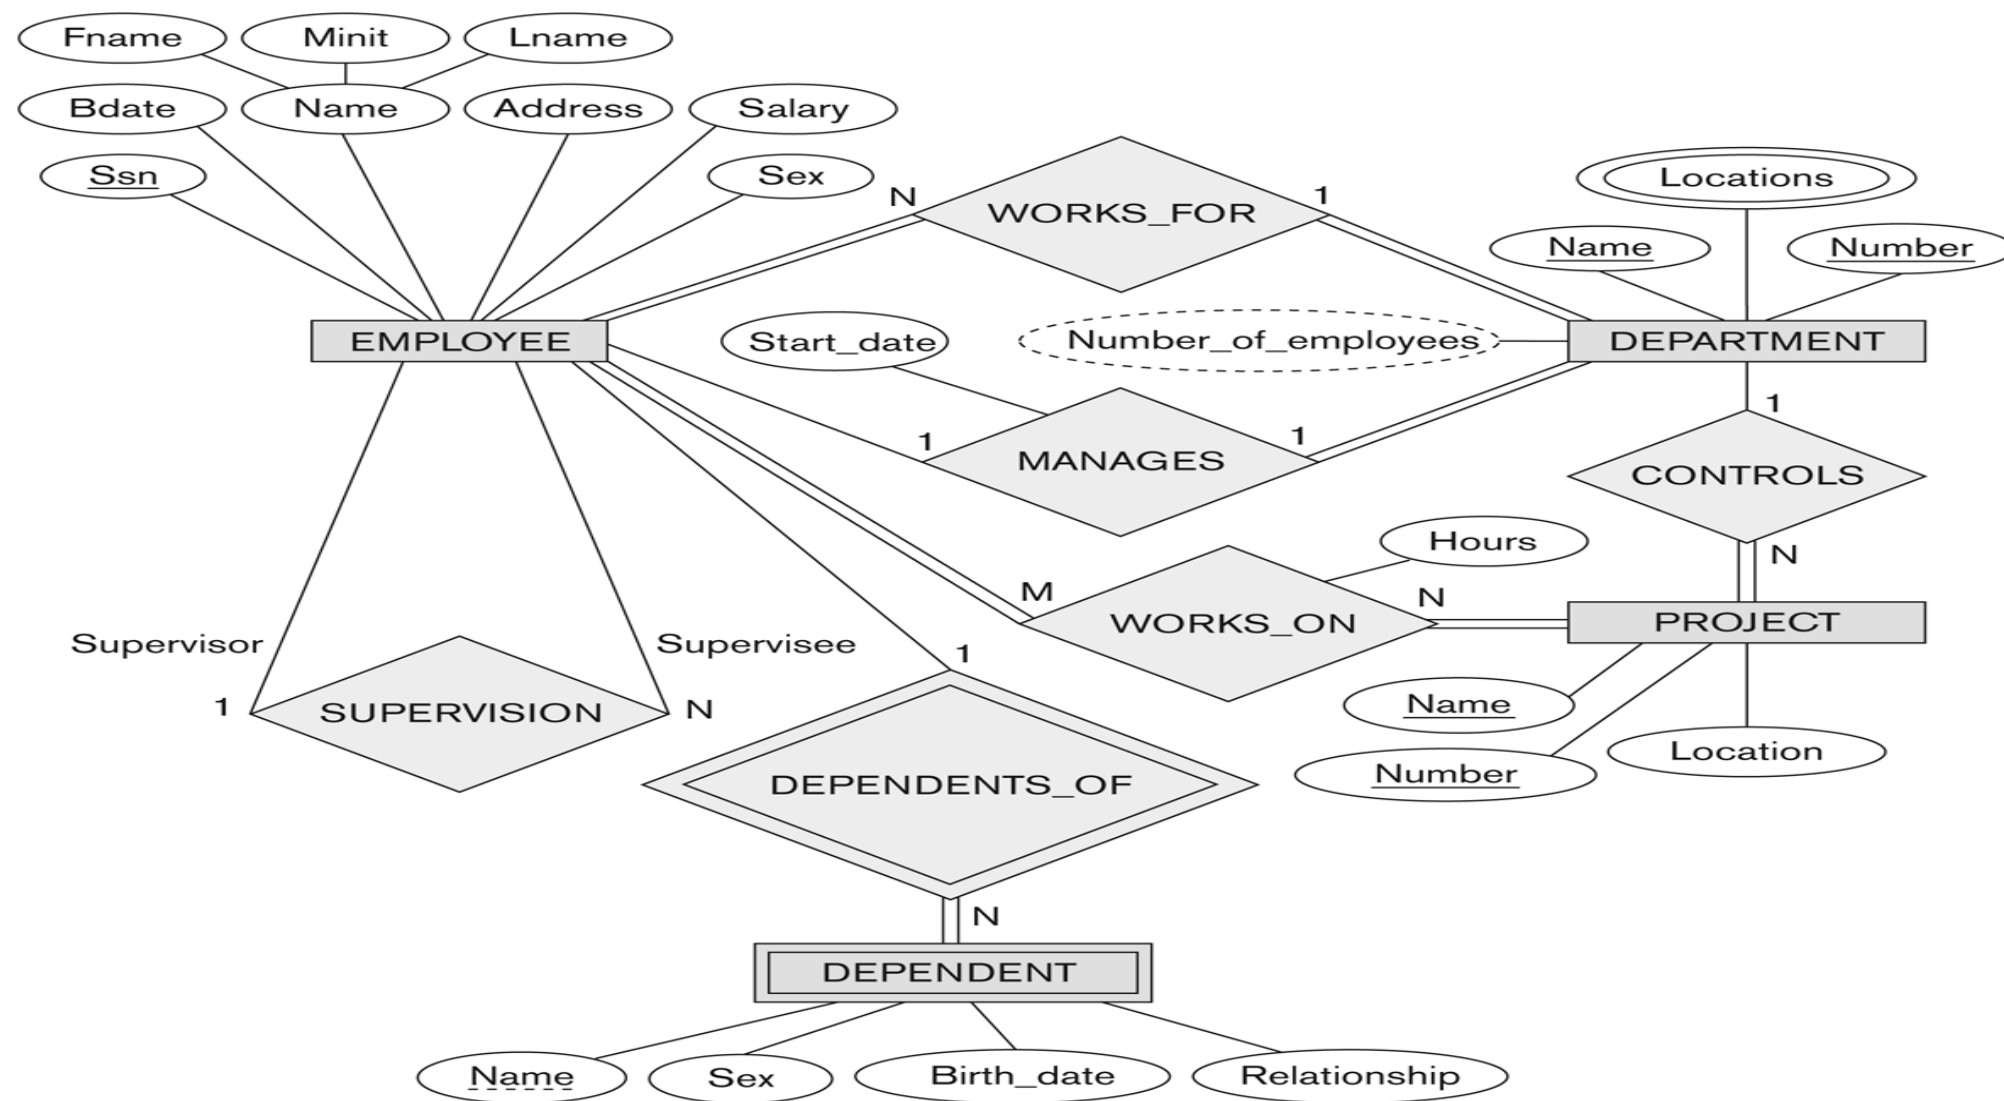 Fname
Minit
Lname
Bdate
Name
Address
Salary
Ssn
Sex
N
WORKS_FOR
1
Locations
Name
Number
EMPLOYEE
Start_date
Number_of_employees
DEPARTMENT
1
MANAGES
1
1
CONTROLS
N
Hours
M
WORKS_ON
N
PROJECT
Supervisor
Supervisee
1
SUPERVISION
N
1
Name
Number
Location
DEPENDENTS_OF
N
DEPENDENT
Name
Sex
Birth_date
Relationship